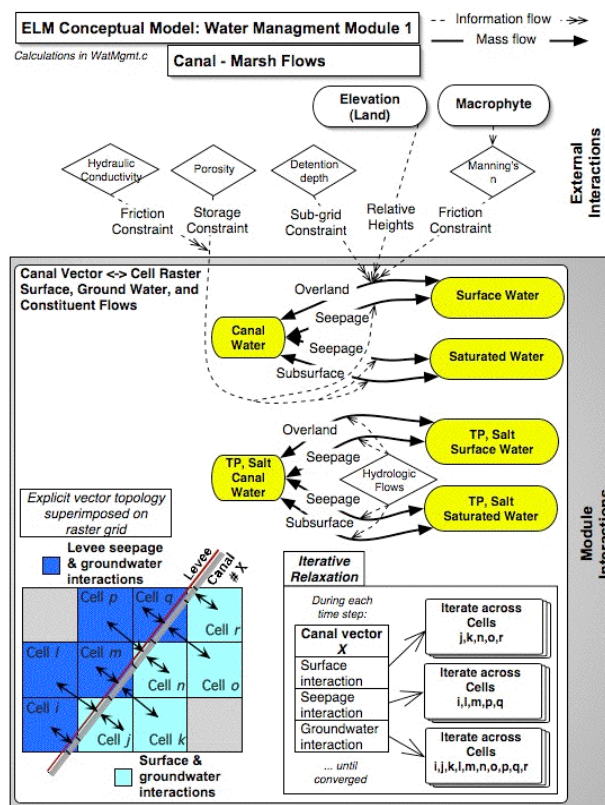 ELM Conceptual Model: Water Managment Module 1
Information flow
Mass flow
Calculations in WatMgmt.c
Canal - Marsh Flows
Elevation
(Land)
Macrophyte
Hydraulic
Conductivity
Porosity
Detention
depth
Manning's
n
Friction
Constraint
Storage
Constraint
Sub-grid
Constraint
Relative
Heights
Friction
Constraint
External
Interactions
Canal Vector <-> Cell Raster
Surface, Ground Water, and
Constituent Flows
Overland
Surface Water
Seepage
Canal
Water
Seepage
Saturated Water
Subsurface
Overland
TP, Salt
Surface Water
Seepage
TP, Salt
Canal
Water
Hydrologic
Flows
Seepage
TP, Salt
Saturated Water
Subsurface
Module
Interactions
Explicit vector topology
superimposed on
raster grid
Levee seepage
& groundwater
interactions
Levee
Canal
# X
Cell p
Cell q
Cell r
Cell l
Cell m
Cell n
Cell o
Cell i
Cell j
Cell k
Surface &
groundwater
interactions
Iterative
Relaxation
During each
time step:
Canal vector
X
Surface
interaction
Seepage
interaction
Groundwater
interaction
... until
converged
Iterate across
Cells
j,k,n,o,r
Iterate across
Cells
i,l,m,p,q
Iterate across
Cells
i,j,k,l,m,n,o,p,q,r